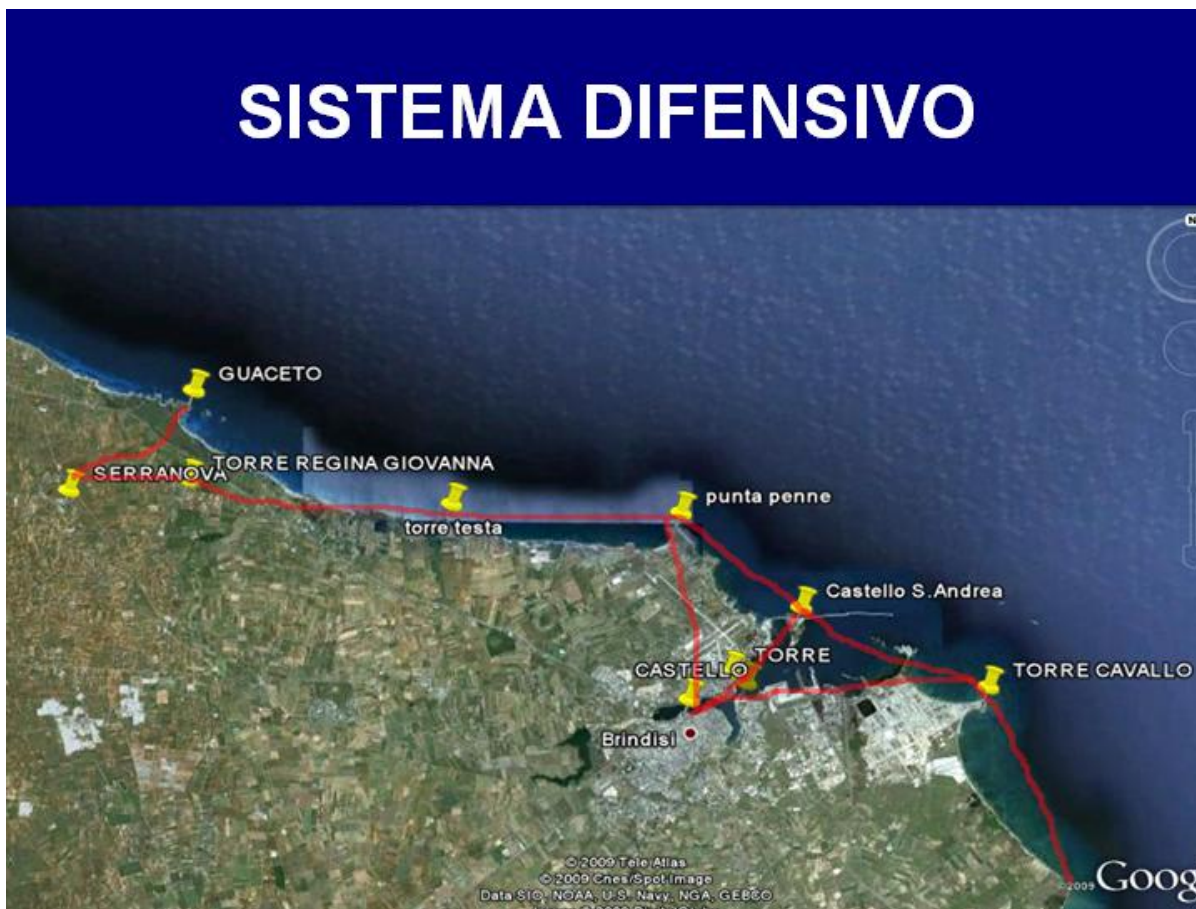 SISTEMA DIFENSIVO
N
GUACETO
TORRE REGINA GIOVANNA
SERRANOVA
punta penne
torre testa
Castello S.Andrea
TORRE
CASTELLO
TORRE CAVALLO
Brindisi
© 2009 Tele Atlas
© 2009 Cnes/Spot Image
Data SIO, NOAA, U.S. Navy, NGA, GEBCO
©2009 Goog